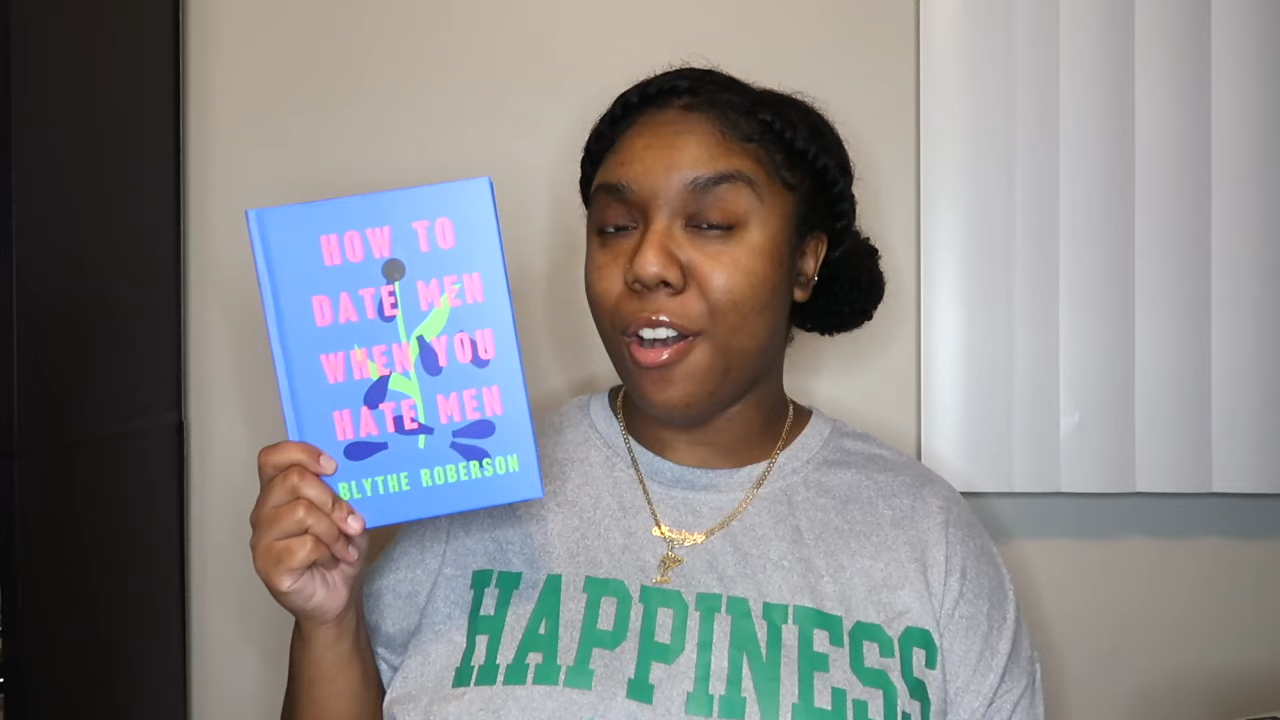 HOW TO
DATE MEN
WHEN YOU
HATE MEN
BLYTHE ROBERSON
HAPPINESS